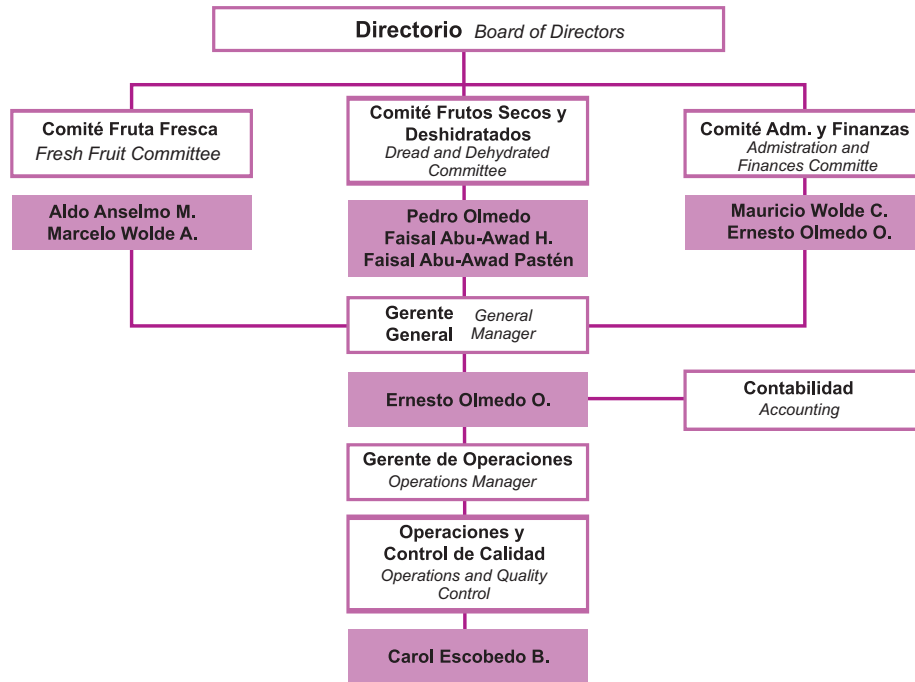 Directorio Board of Directors
Comité Fruta Fresca
Fresh Fruit Committee
Comité Frutos Secos y
Deshidratados
Dread and Dehydrated
Committee
Comité Adm. y Finanzas
Admistration and
Finances Committe
Aldo Anselmo M.
Marcelo Wolde A.
Pedro Olmedo
Faisal Abu-Awad H.
Faisal Abu-Awad Pastén
Mauricio Wolde C.
Ernesto Olmedo O.
Gerente
General
General
Manager
Ernesto Olmedo O.
Contabilidad
Accounting
Gerente de Operaciones
Operations Manager
Operaciones y
Control de Calidad
Operations and Quality
Control
Carol Escobedo B.